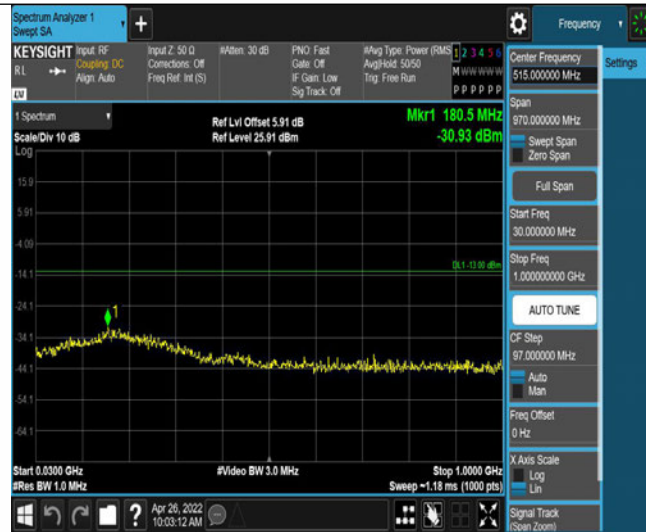 Spectrum Analyzer 1
Swept SA
+
Frequency
KEYSIGHT
Input: RF
Input Z: 50 Ω
#Atten: 30 dB
PNO: Fast
#Avg Type: Power (RMS
1 2 3 4 5 6
RL
Coupling: DC
Corrections: Off
Gate: Off
Avg|Hold: 50/50
M W W W W W
Align: Auto
Freq Ref: Int (S)
IF Gain: Low
Trig: Free Run
Sig Track: Off
P P P P P P
LXI
Center Frequency
515.000000 MHz
Settings
Span
970.000000 MHz
Swept Span
Zero Span
Full Span
Start Freq
30.000000 MHz
Stop Freq
1.000000000 GHz
AUTO TUNE
CF Step
97.000000 MHz
Auto
Man
Freq Offset
0 Hz
X Axis Scale
Log
Lin
Signal Track
(Span Zoom)
1 Spectrum
Ref Lvl Offset 5.91 dB
Mkr1 180.5 MHz
Scale/Div 10 dB
Ref Level 25.91 dBm
-30.93 dBm
Log
15.9
5.91
-4.09
DL1 -13.00 dBm
-14.1
-24.1
1
-34.1
-44.1
-54.1
-64.1
Start 0.0300 GHz
#Video BW 3.0 MHz
Stop 1.0000 GHz
#Res BW 1.0 MHz
Sweep ~1.18 ms (1000 pts)
?
Apr 26, 2022
10:03:12 AM